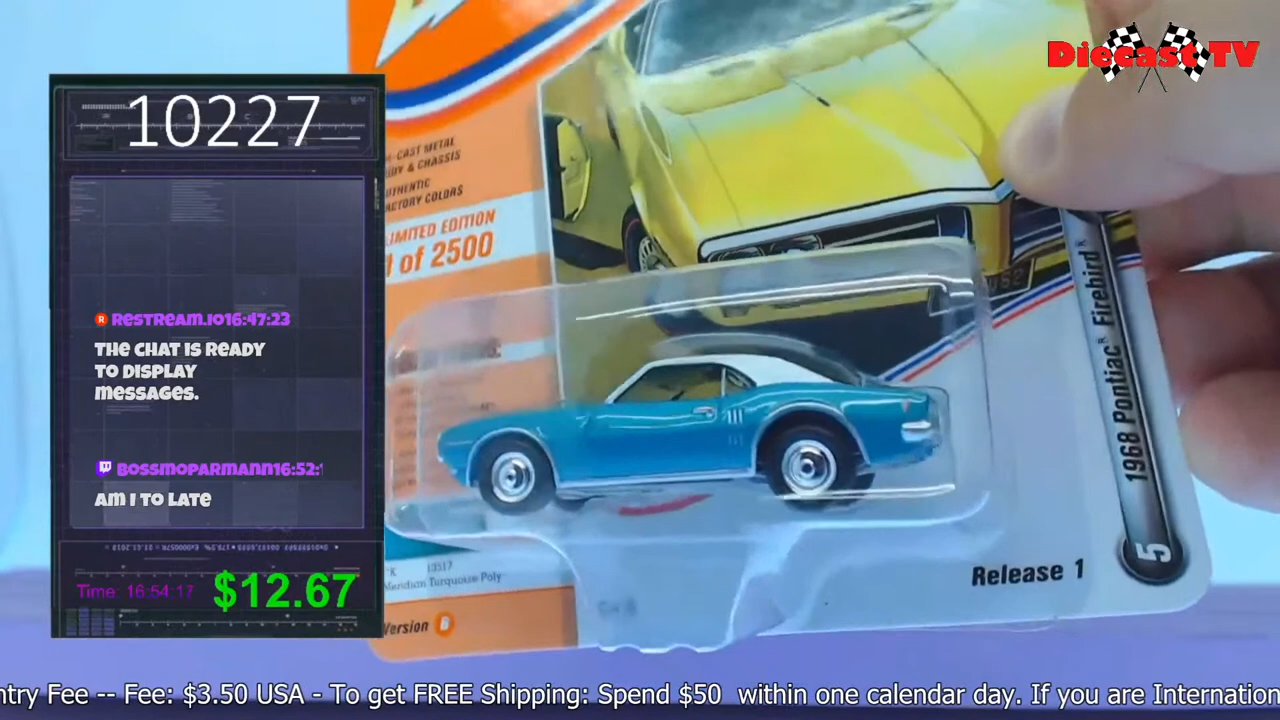 Diecast TV
10227
RESTREAM.IO16:47:23
THE CHAT IS READY
TO DISPLAY
MESSAGES.
BOSSMOPARMANN16:52:
AM I TO LATE
Time: 16:54:17
$12.67
-CAST METAL
& CHASSIS
AUTHENTIC
FACTORY COLORS
LIMITED EDITION
1 of 2500
1968 Pontiac® Firebird®
5
Release 1
13517
Meridian Turquoise Poly
Version B
ntry Fee -- Fee: $3.50 USA - To get FREE Shipping: Spend $50 within one calendar day. If you are Internation